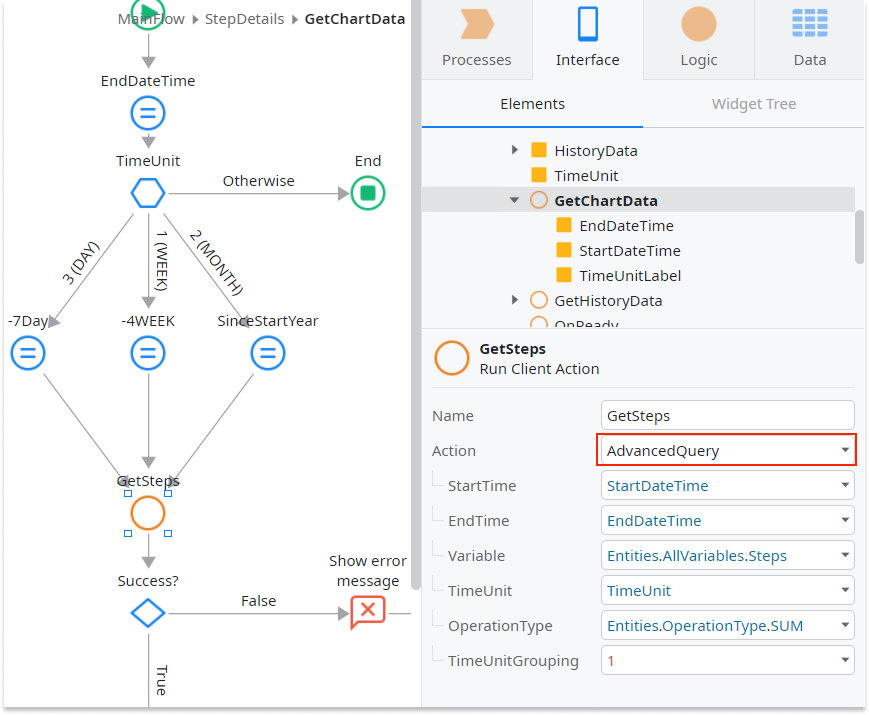 MainFlow StepDetails GetChartData
EndDateTime
TimeUnit
End
Otherwise
3 (DAY)
1 (WEEK)
2 (MONTH)
-7Day
-4WEEK
SinceStartYear
GetSteps
Success?
Show error
message
False
True
Processes
Interface
Logic
Data
Elements
Widget Tree
HistoryData
TimeUnit
GetChartData
EndDateTime
StartDateTime
TimeUnitLabel
GetHistoryData
OnReady
GetSteps
Run Client Action
Name GetSteps
Action AdvancedQuery
StartTime StartDateTime
EndTime EndDateTime
Variable Entities.AllVariables.Steps
TimeUnit TimeUnit
OperationType Entities.OperationType.SUM
TimeUnitGrouping 1